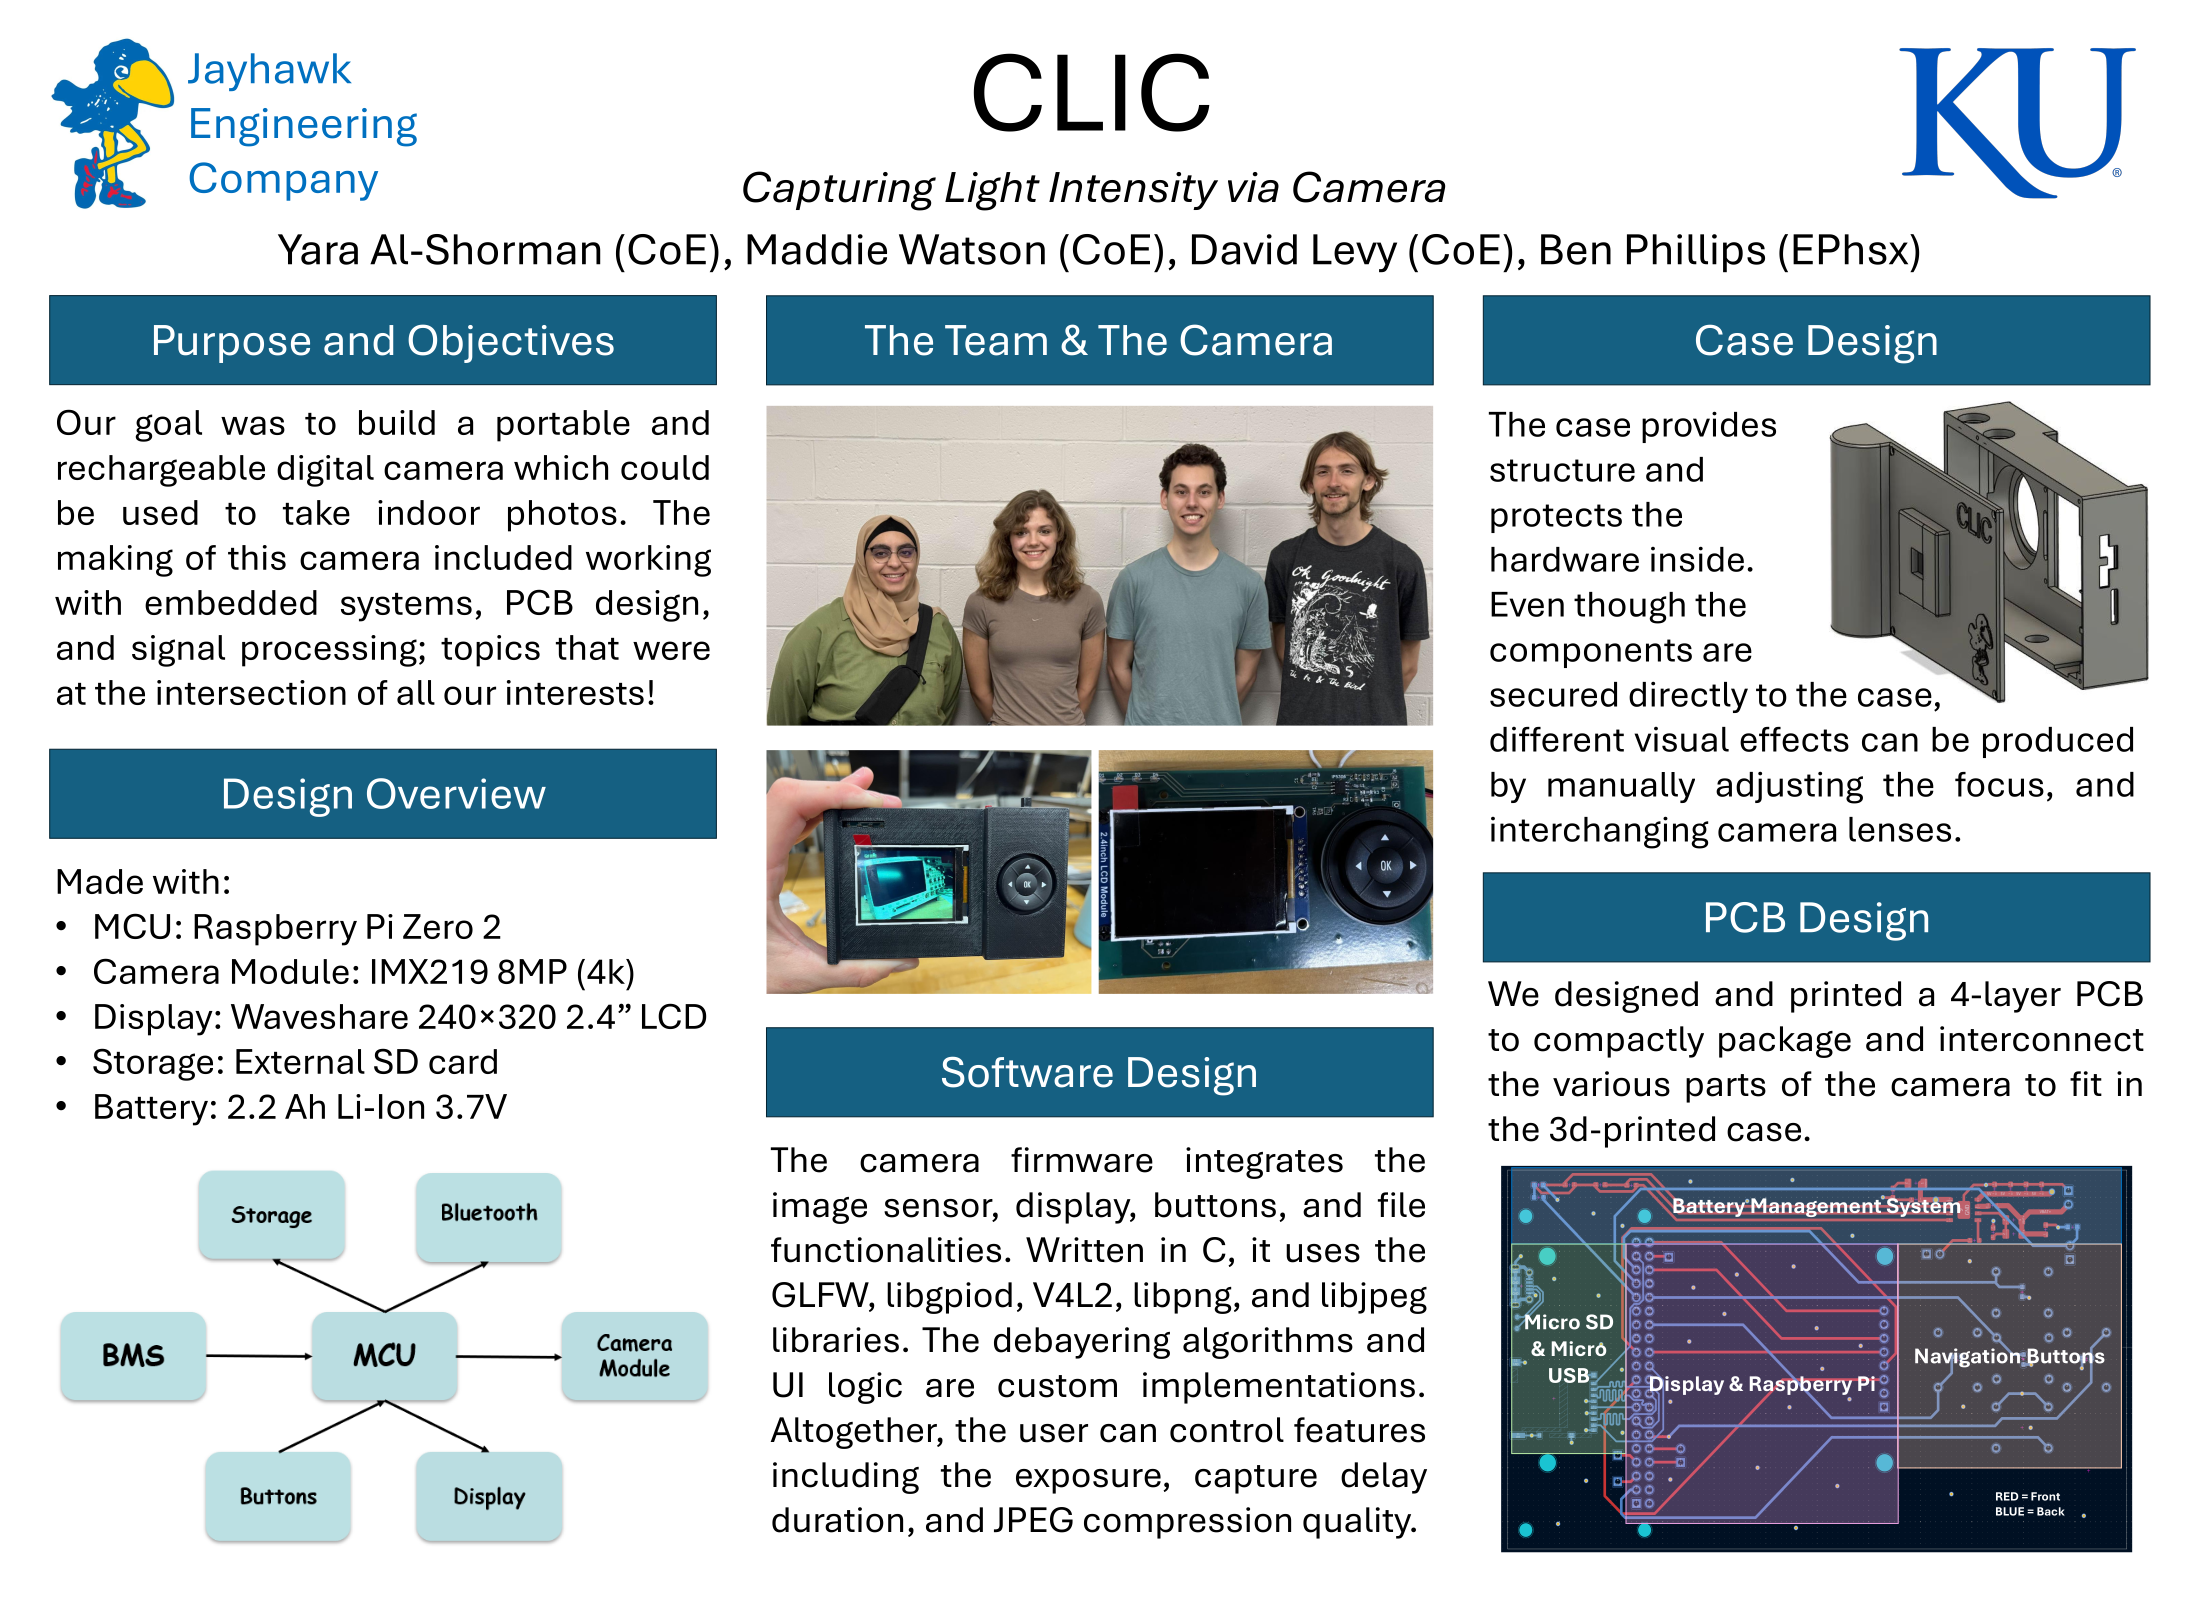 Jayhawk
Engineering
Company
CLIC
Capturing Light Intensity via Camera
KU
®
Yara Al-Shorman (CoE), Maddie Watson (CoE), David Levy (CoE), Ben Phillips (EPhsx)
Purpose and Objectives
Our goal was to build a portable and
rechargeable digital camera which could
be used to take indoor photos. The
making of this camera included working
with embedded systems, PCB design,
and signal processing; topics that were
at the intersection of all our interests!
Design Overview
Made with:
• MCU: Raspberry Pi Zero 2
• Camera Module: IMX219 8MP (4k)
• Display: Waveshare 240×320 2.4” LCD
• Storage: External SD card
• Battery: 2.2 Ah Li-Ion 3.7V
Storage
Bluetooth
BMS
MCU
Camera
Module
Buttons
Display
The Team & The Camera
Oh Goodnight
OK
2.4inch LCD Module
OK
Software Design
The camera firmware integrates the
image sensor, display, buttons, and file
functionalities. Written in C, it uses the
GLFW, libgpiod, V4L2, libpng, and libjpeg
libraries. The debayering algorithms and
UI logic are custom implementations.
Altogether, the user can control features
including the exposure, capture delay
duration, and JPEG compression quality.
Case Design
The case provides
structure and
protects the
hardware inside.
Even though the
components are
secured directly to the case,
different visual effects can be produced
by manually adjusting the focus, and
interchanging camera lenses.
CLIC
PCB Design
We designed and printed a 4-layer PCB
to compactly package and interconnect
the various parts of the camera to fit in
the 3d-printed case.
Battery Management System
Micro SD
& Micro
USB
Display & Raspberry Pi
Navigation Buttons
RED = Front
BLUE = Back